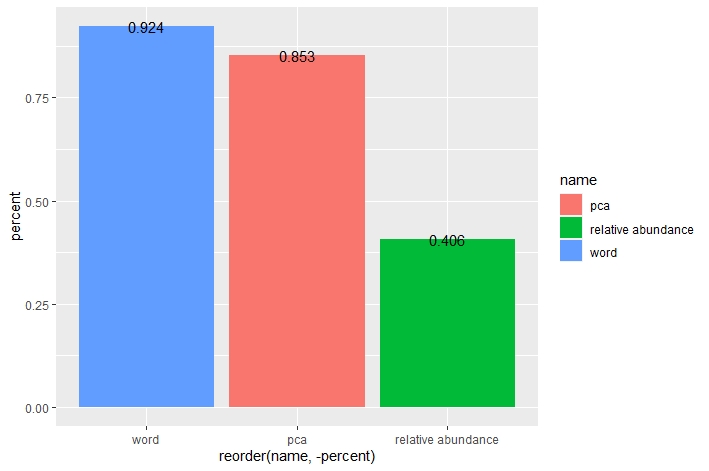 0.924
0.853
0.406
percent
0.75
0.50
0.25
0.00
word
pca
relative abundance
reorder(name, -percent)
name
pca
relative abundance
word